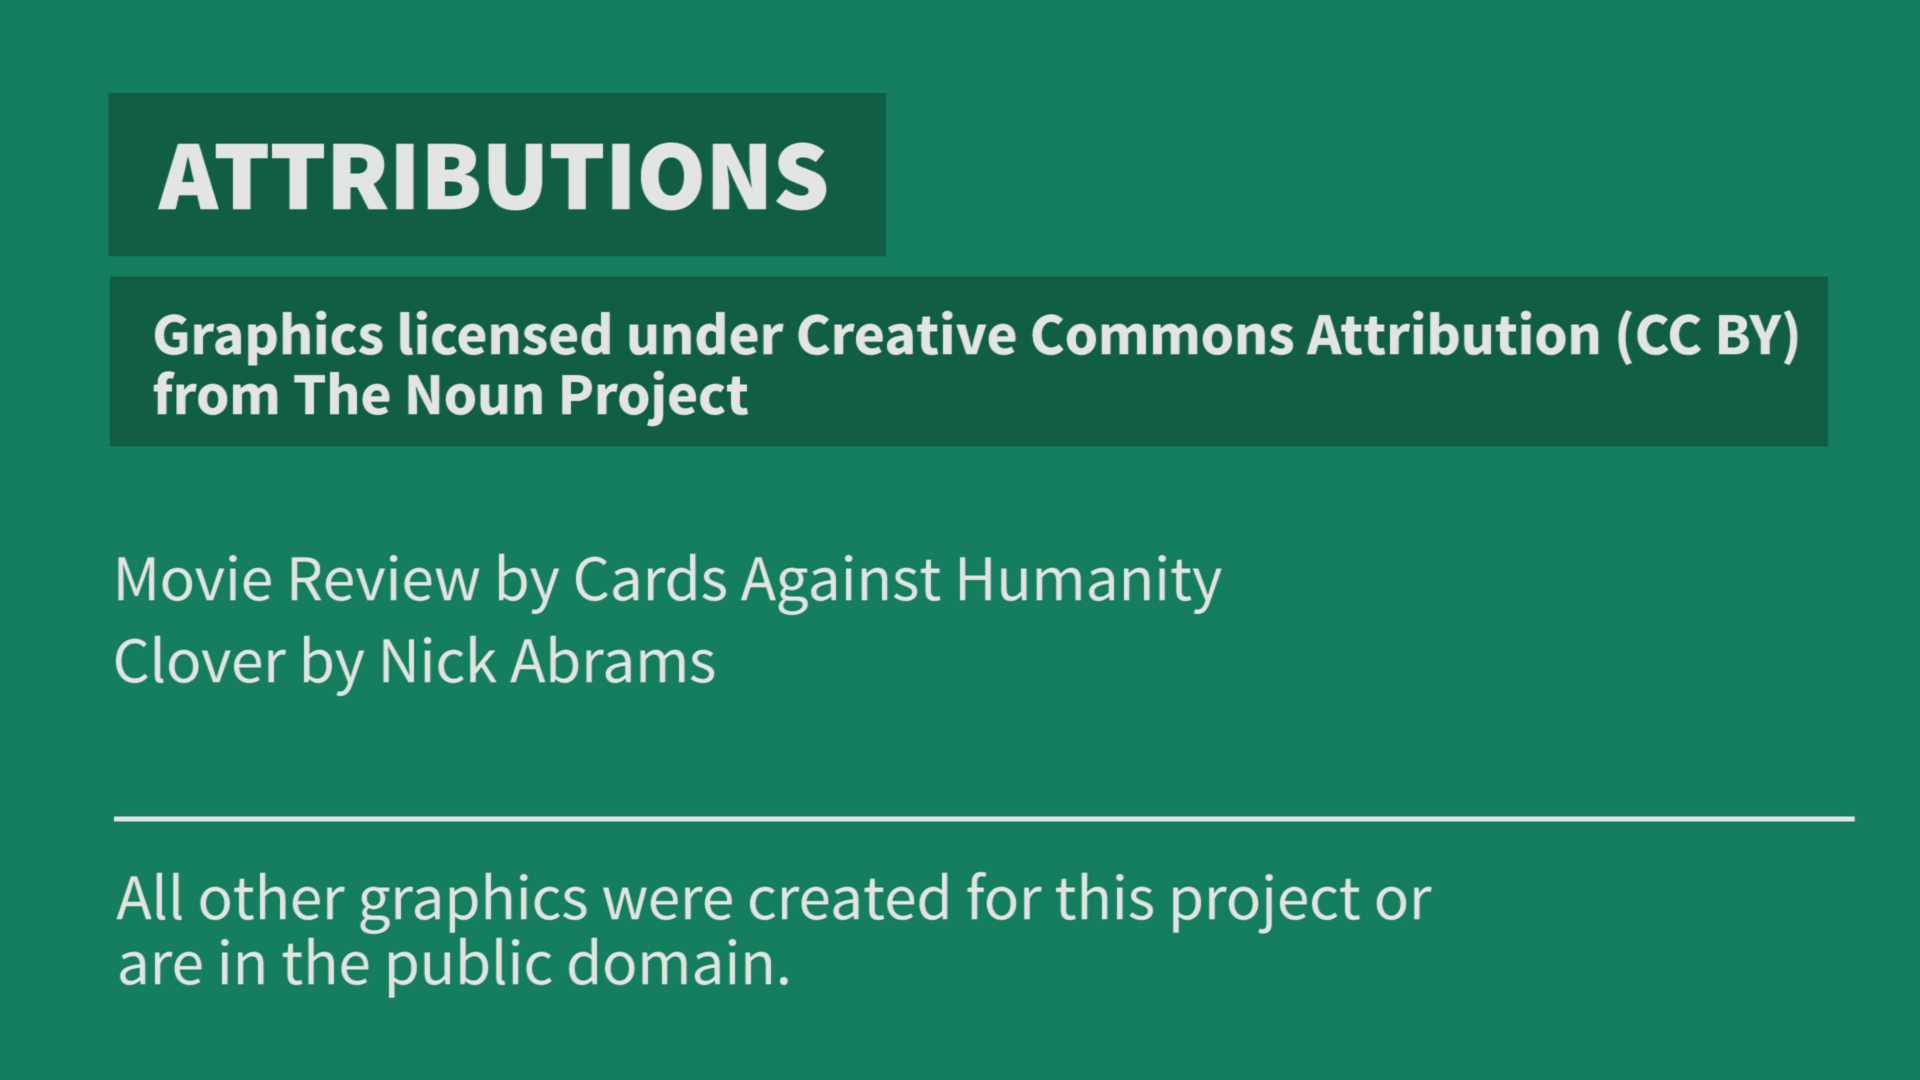 ATTRIBUTIONS
Graphics licensed under Creative Commons Attribution (CC BY)
from The Noun Project
Movie Review by Cards Against Humanity
Clover by Nick Abrams
All other graphics were created for this project or
are in the public domain.